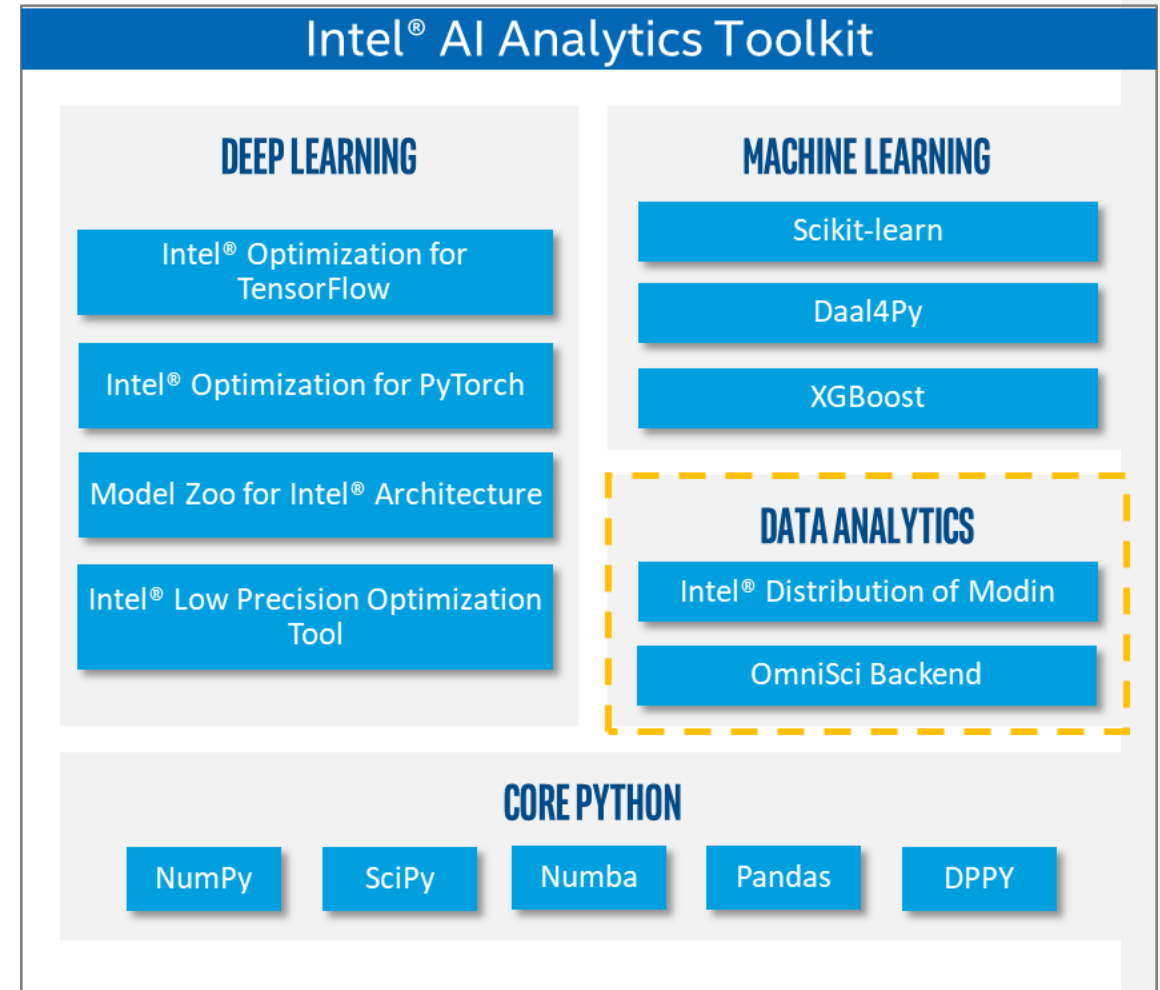 Intel® AI Analytics Toolkit
DEEP LEARNING
Intel® Optimization for
TensorFlow
Intel® Optimization for PyTorch
Model Zoo for Intel® Architecture
Intel® Low Precision Optimization
Tool
MACHINE LEARNING
Scikit-learn
Daal4Py
XGBoost
DATA ANALYTICS
Intel® Distribution of Modin
OmniSci Backend
CORE PYTHON
NumPy
SciPy
Numba
Pandas
DPPY